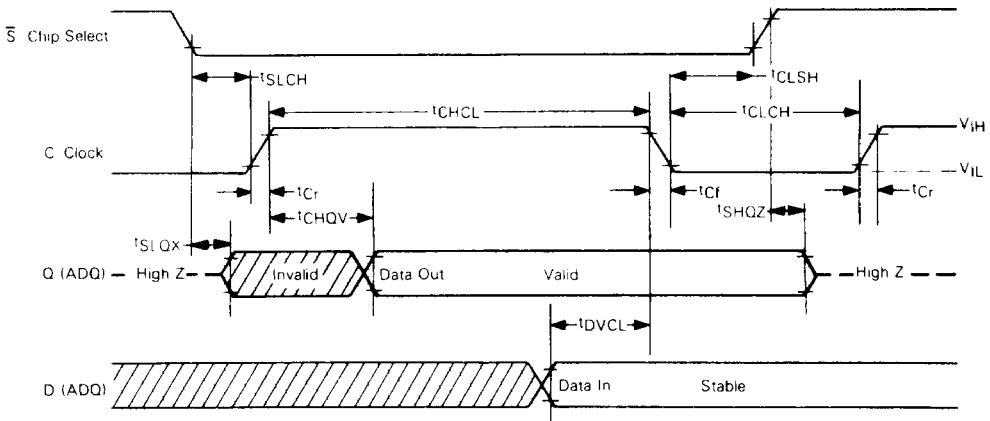 S̅ Chip Select
tSLCH
tCLSH
tCHCL
tCLCH
VIH
C Clock
VIL
tCr
tCf
tCr
tCHQV
tSHQZ
tSLQX
Q (ADQ) High Z Invalid Data Out Valid High Z
tDVCL
D (ADQ) Data In Stable